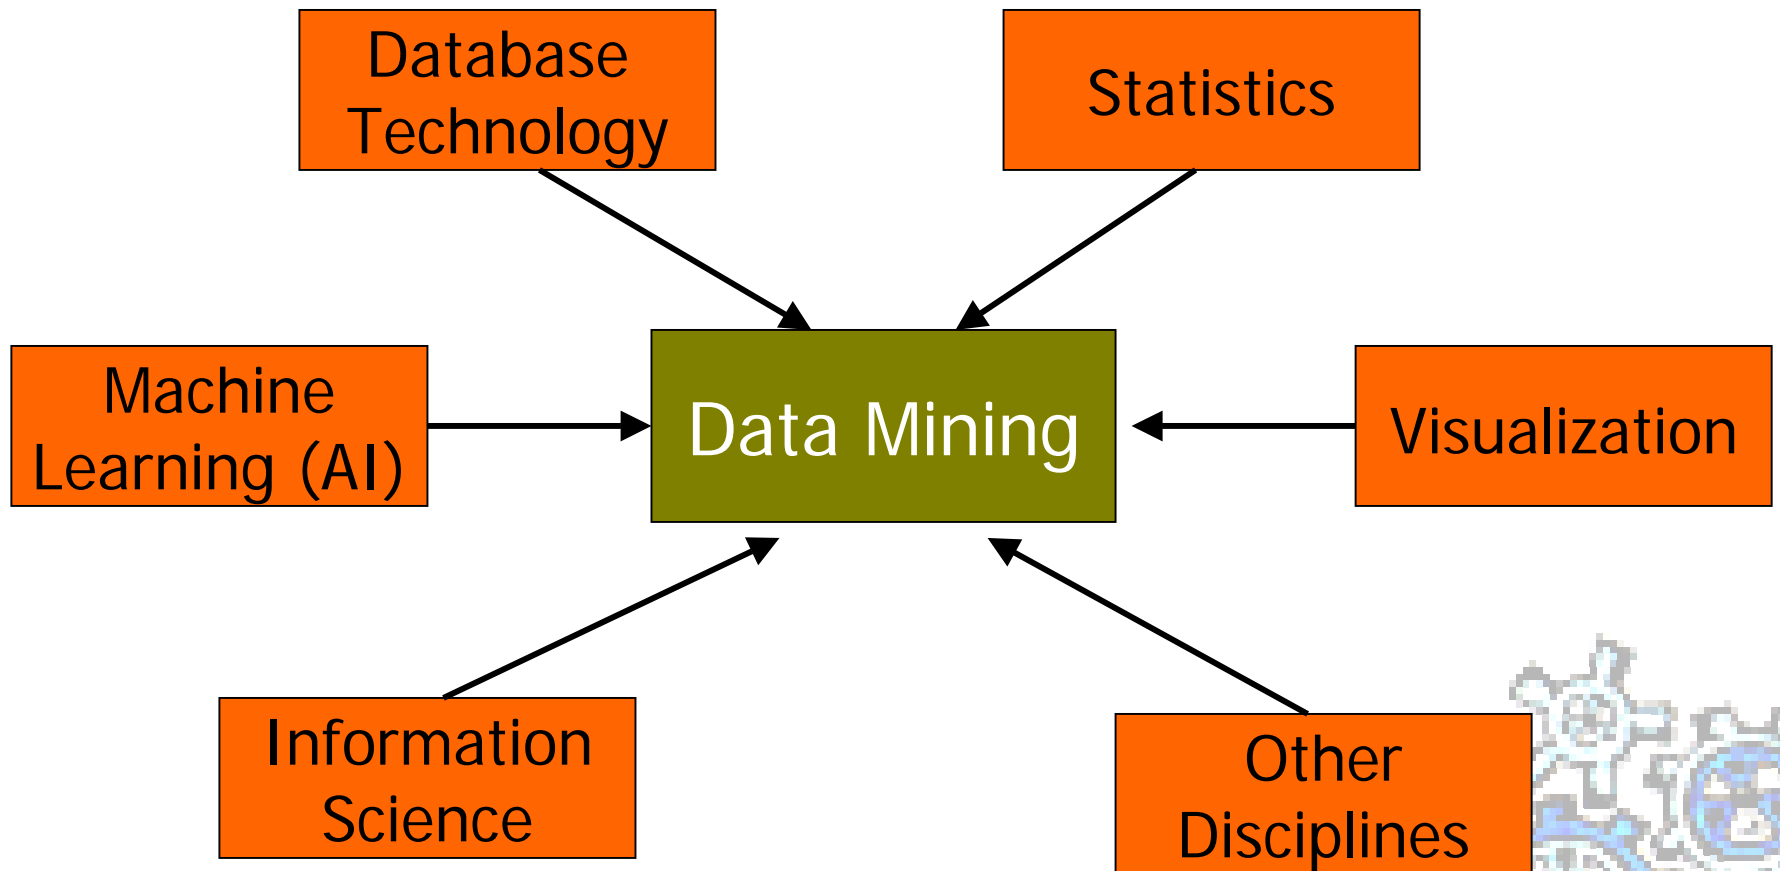 Database
Technology
Statistics
Machine
Learning (AI)
Data Mining
Visualization
Information
Science
Other
Disciplines